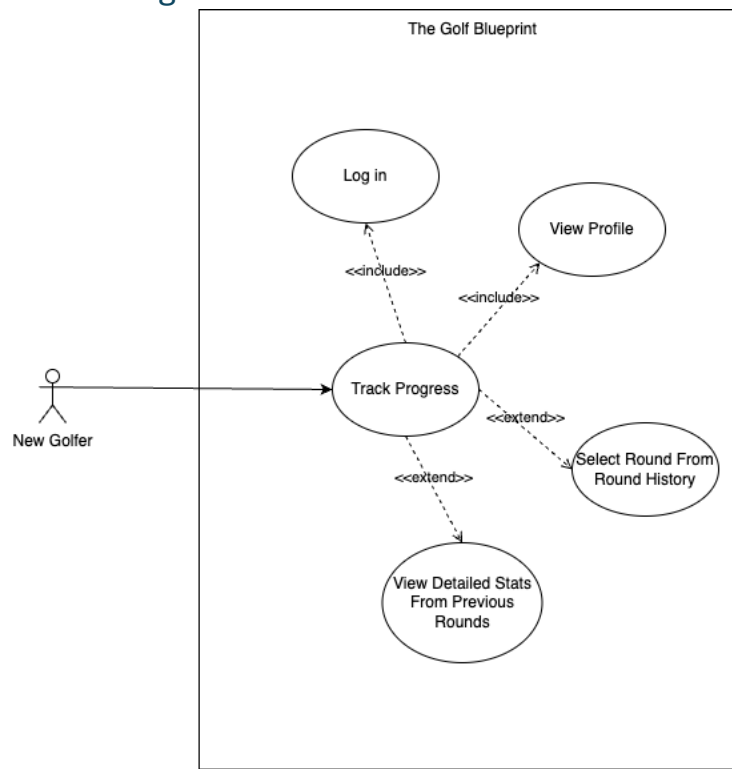 The Golf Blueprint
Log in
View Profile
<<include>>
<<include>>
Track Progress
New Golfer
<<extend>>
Select Round From
Round History
<<extend>>
View Detailed Stats
From Previous
Rounds